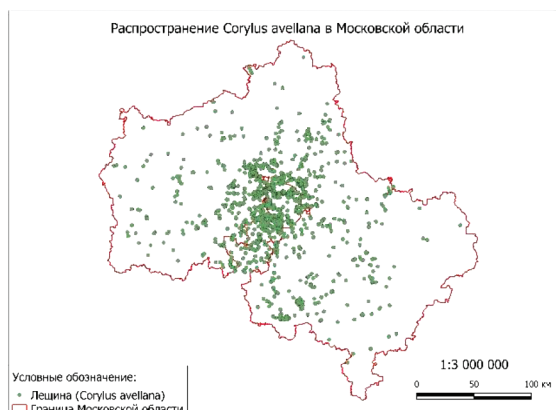 Распространение Corylus avellana в Московской области
1:3 000 000
0 50 100 км
Условные обозначение:
Лещина (Corylus avellana)
Граница Московской области